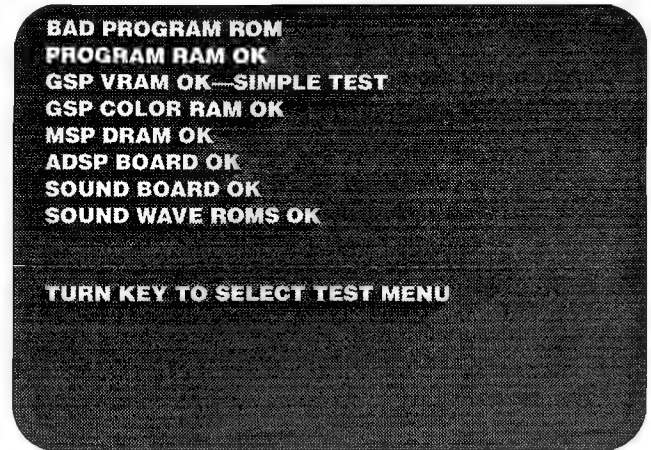 BAD PROGRAM ROM
PROGRAM RAM OK
GSP VRAM OK—SIMPLE TEST
GSP COLOR RAM OK
MSP DRAM OK
ADSP BOARD OK
SOUND BOARD OK
SOUND WAVE ROMS OK
TURN KEY TO SELECT TEST MENU